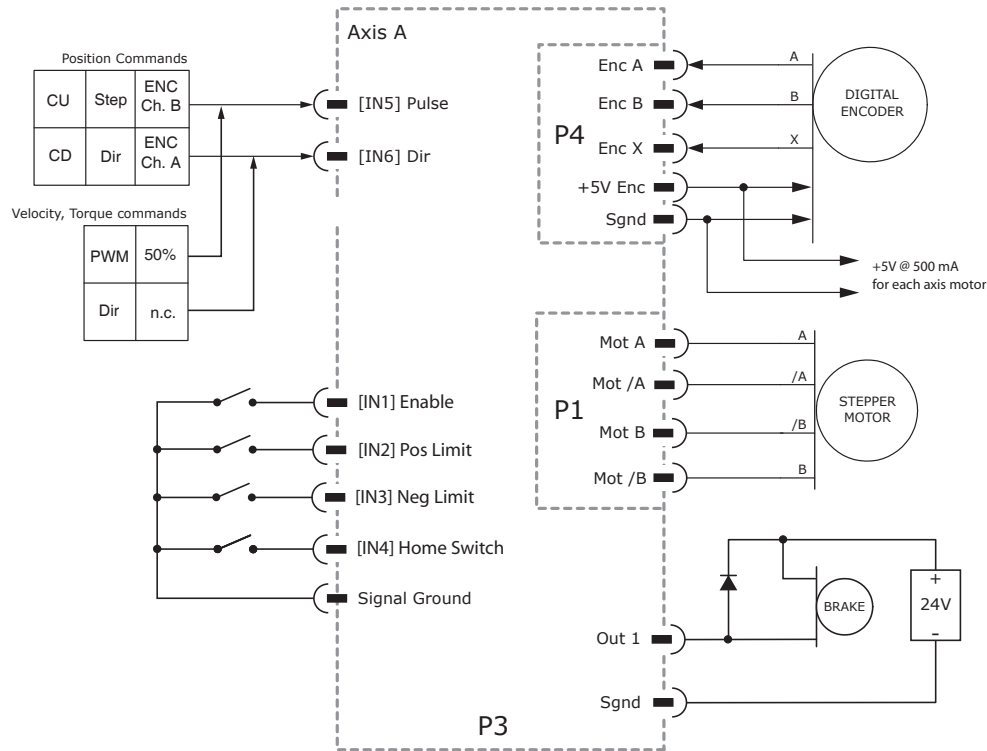 Axis A
Position Commands
CU Step ENC Ch. B
CD Dir ENC Ch. A
[IN5] Pulse
[IN6] Dir
Velocity, Torque commands
PWM 50%
Dir n.c.
[IN1] Enable
[IN2] Pos Limit
[IN3] Neg Limit
[IN4] Home Switch
Signal Ground
P4
Enc A
A
Enc B
B
Enc X
X
+5V Enc
Sgnd
DIGITAL
ENCODER
+5V @ 500 mA
for each axis motor
P1
Mot A
A
Mot /A
/A
Mot B
/B
Mot /B
B
STEPPER
MOTOR
BRAKE
+
24V
-
Out 1
Sgnd
P3